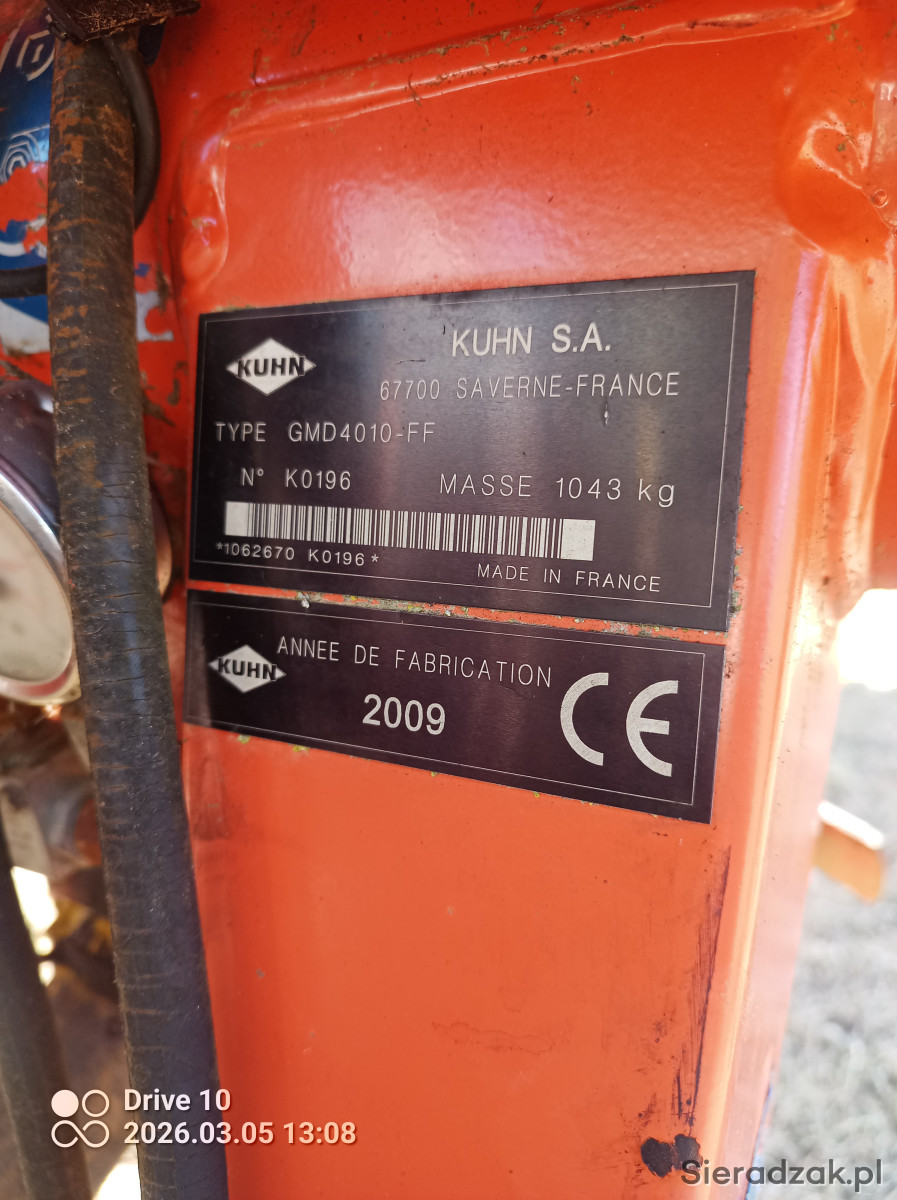 KUHN
KUHN S.A.
67700 SAVERNE-FRANCE
TYPE GMD4010-FF
N° K0196 MASSE 1043 kg
*1062670 K0196*
MADE IN FRANCE
KUHN
ANNEE DE FABRICATION
2009
CE
Drive 10
2026.03.05 13:08
Sieradzak.pl